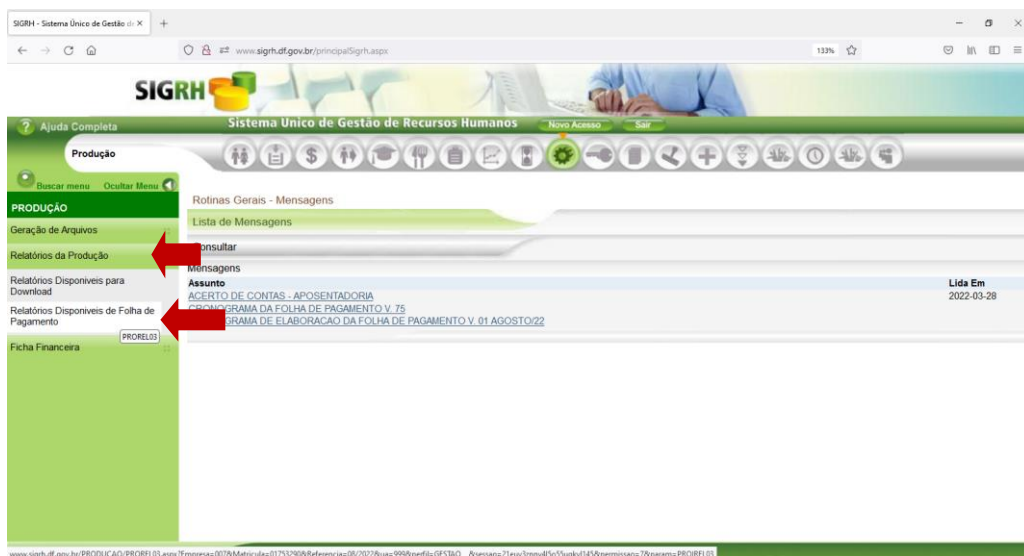 SIGRH - Sistema Único de Gestão de
www.sigrh.df.gov.br/principalSigrh.aspx
133%
SIGRH
Sistema Único de Gestão de Recursos Humanos
Novo Acesso
Sair
? Ajuda Completa
Produção
Buscar menu Ocultar Menu
PRODUÇÃO
Geração de Arquivos
Relatórios da Produção
Relatórios Disponiveis para
Download
Relatórios Disponiveis de Folha de
Pagamento
PROREL03
Ficha Financeira
Rotinas Gerais - Mensagens
Lista de Mensagens
onsultar
Mensagens
Assunto
Lida Em
ACERTO DE CONTAS - APOSENTADORIA
2022-03-28
CRONOGRAMA DA FOLHA DE PAGAMENTO V. 75
GRAMA DE ELABORACAO DA FOLHA DE PAGAMENTO V. 01 AGOSTO/22